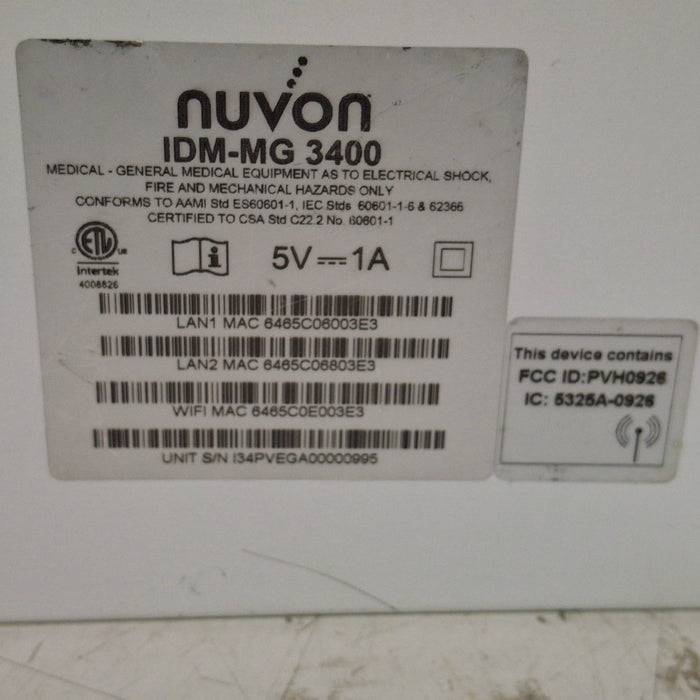 nuvon
IDM-MG 3400
MEDICAL - GENERAL MEDICAL EQUIPMENT AS TO ELECTRICAL SHOCK,
FIRE AND MECHANICAL HAZARDS ONLY
CONFORMS TO AAMI Std ES60601-1, IEC Stds 60601-1-6 & 62366
CERTIFIED TO CSA Std C22.2 No. 60601-1
C ETL US
Intertek
4008826
i
5V 1A
LAN1 MAC 6465C06003E3
LAN2 MAC 6465C06803E3
WIFI MAC 6465C0E003E3
UNIT S/N I34PVEGA00000995
This device contains
FCC ID:PVH0926
IC: 5325A-0926